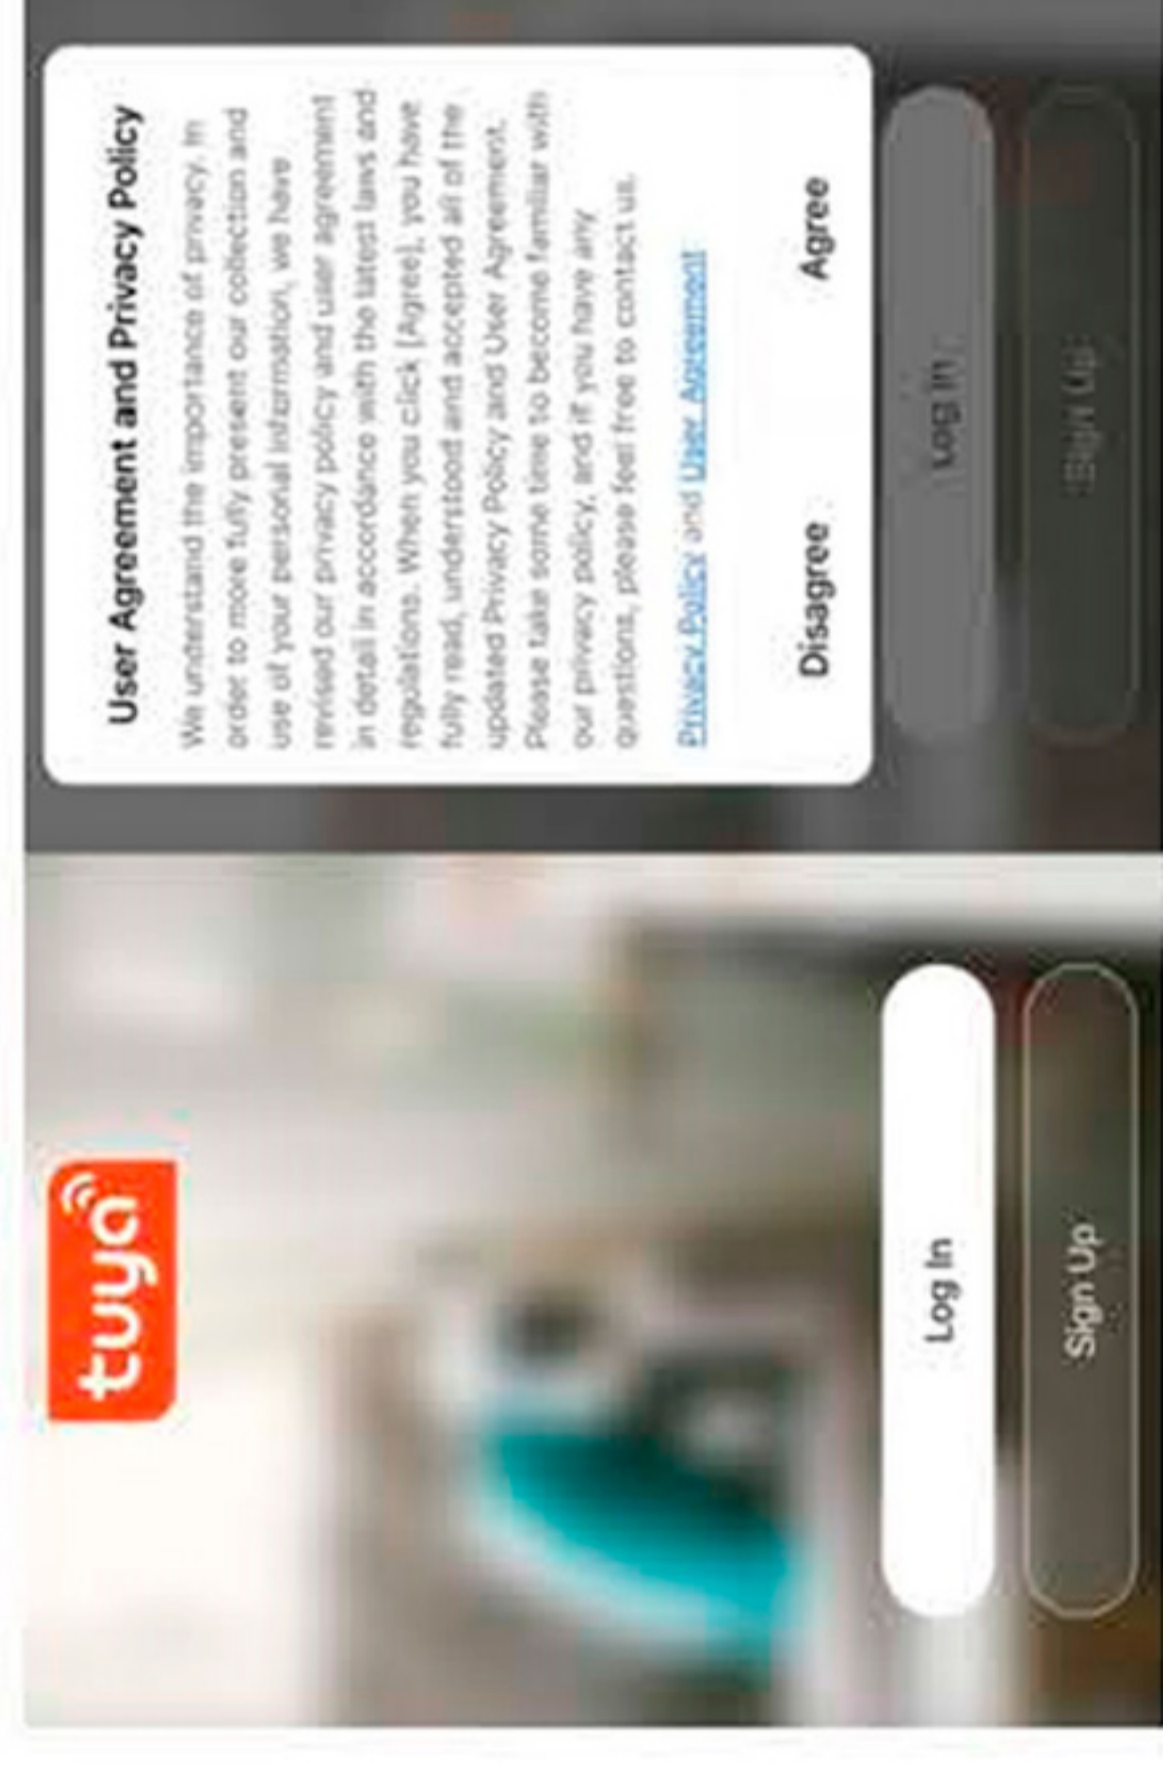 tuya
Log In
Sign Up
User Agreement and Privacy Policy
We understand the importance of privacy. In
order to more fully present our collection and
use of your personal information, we have
revised our privacy policy and user agreement
in detail in accordance with the latest laws and
regulations. When you click [Agree], you have
fully read, understood and accepted all of the
updated Privacy Policy and User Agreement.
Please take some time to become familiar with
our privacy policy, and if you have any
questions, please feel free to contact us.
Privacy Policy and User Agreement
Disagree Agree
Log In
Sign Up